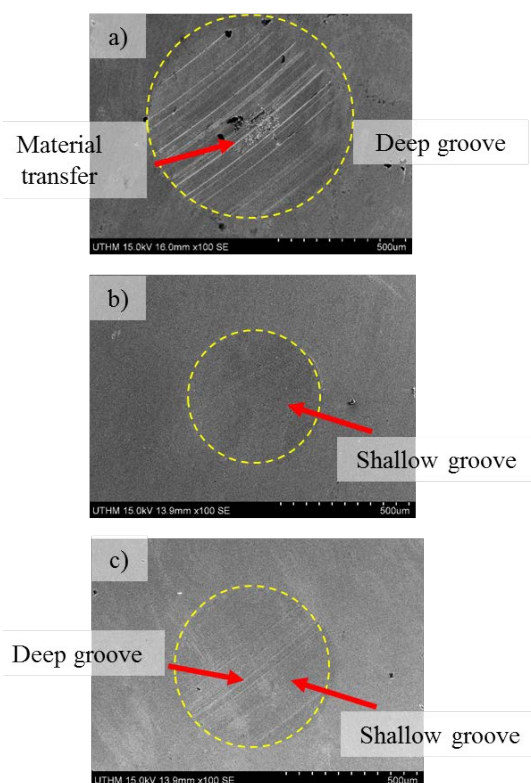 a)
Material
transfer
Deep groove
UTHM 15.0kV 16.0mm x100 SE
500um
b)
Shallow groove
UTHM 15.0kV 13.9mm x100 SE
500um
c)
Deep groove
Shallow groove
UTHM 15.0kV 13.9mm x100 SE
500um